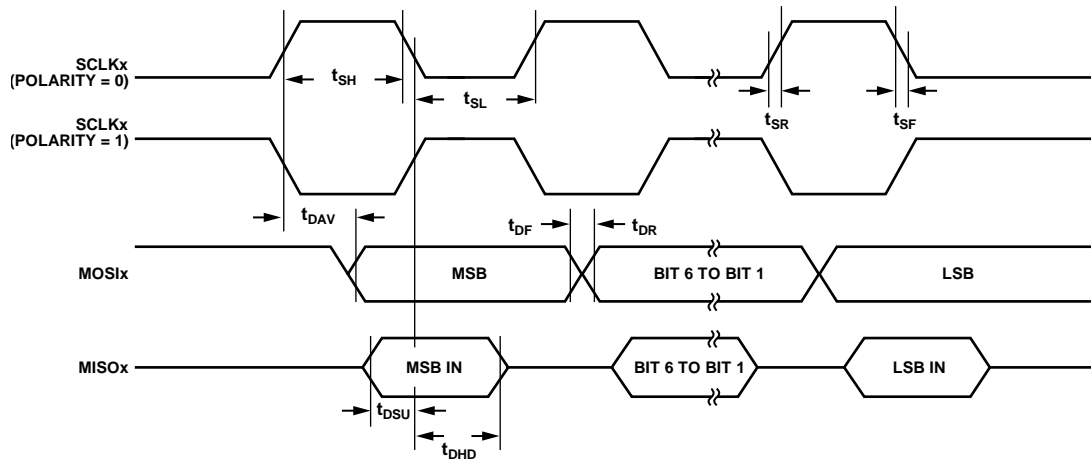 SCLKx
(POLARITY = 0)
tSH
tSL
tSR
tSF
SCLKx
(POLARITY = 1)
tDAV
tDF
tDR
MOSIx
MSB
BIT 6 TO BIT 1
LSB
MISOx
MSB IN
BIT 6 TO BIT 1
LSB IN
tDSU
tDHD